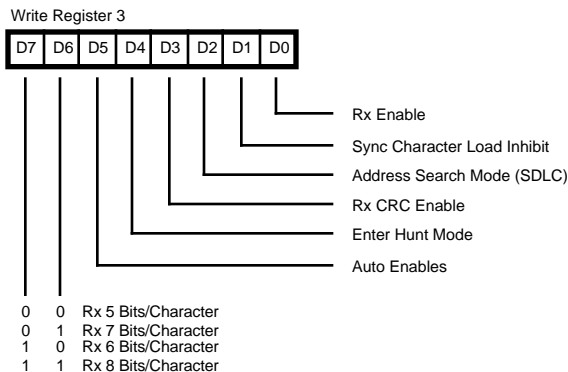 Write Register 3
D7 D6 D5 D4 D3 D2 D1 D0
Rx Enable
Sync Character Load Inhibit
Address Search Mode (SDLC)
Rx CRC Enable
Enter Hunt Mode
Auto Enables
0 0 Rx 5 Bits/Character
0 1 Rx 7 Bits/Character
1 0 Rx 6 Bits/Character
1 1 Rx 8 Bits/Character